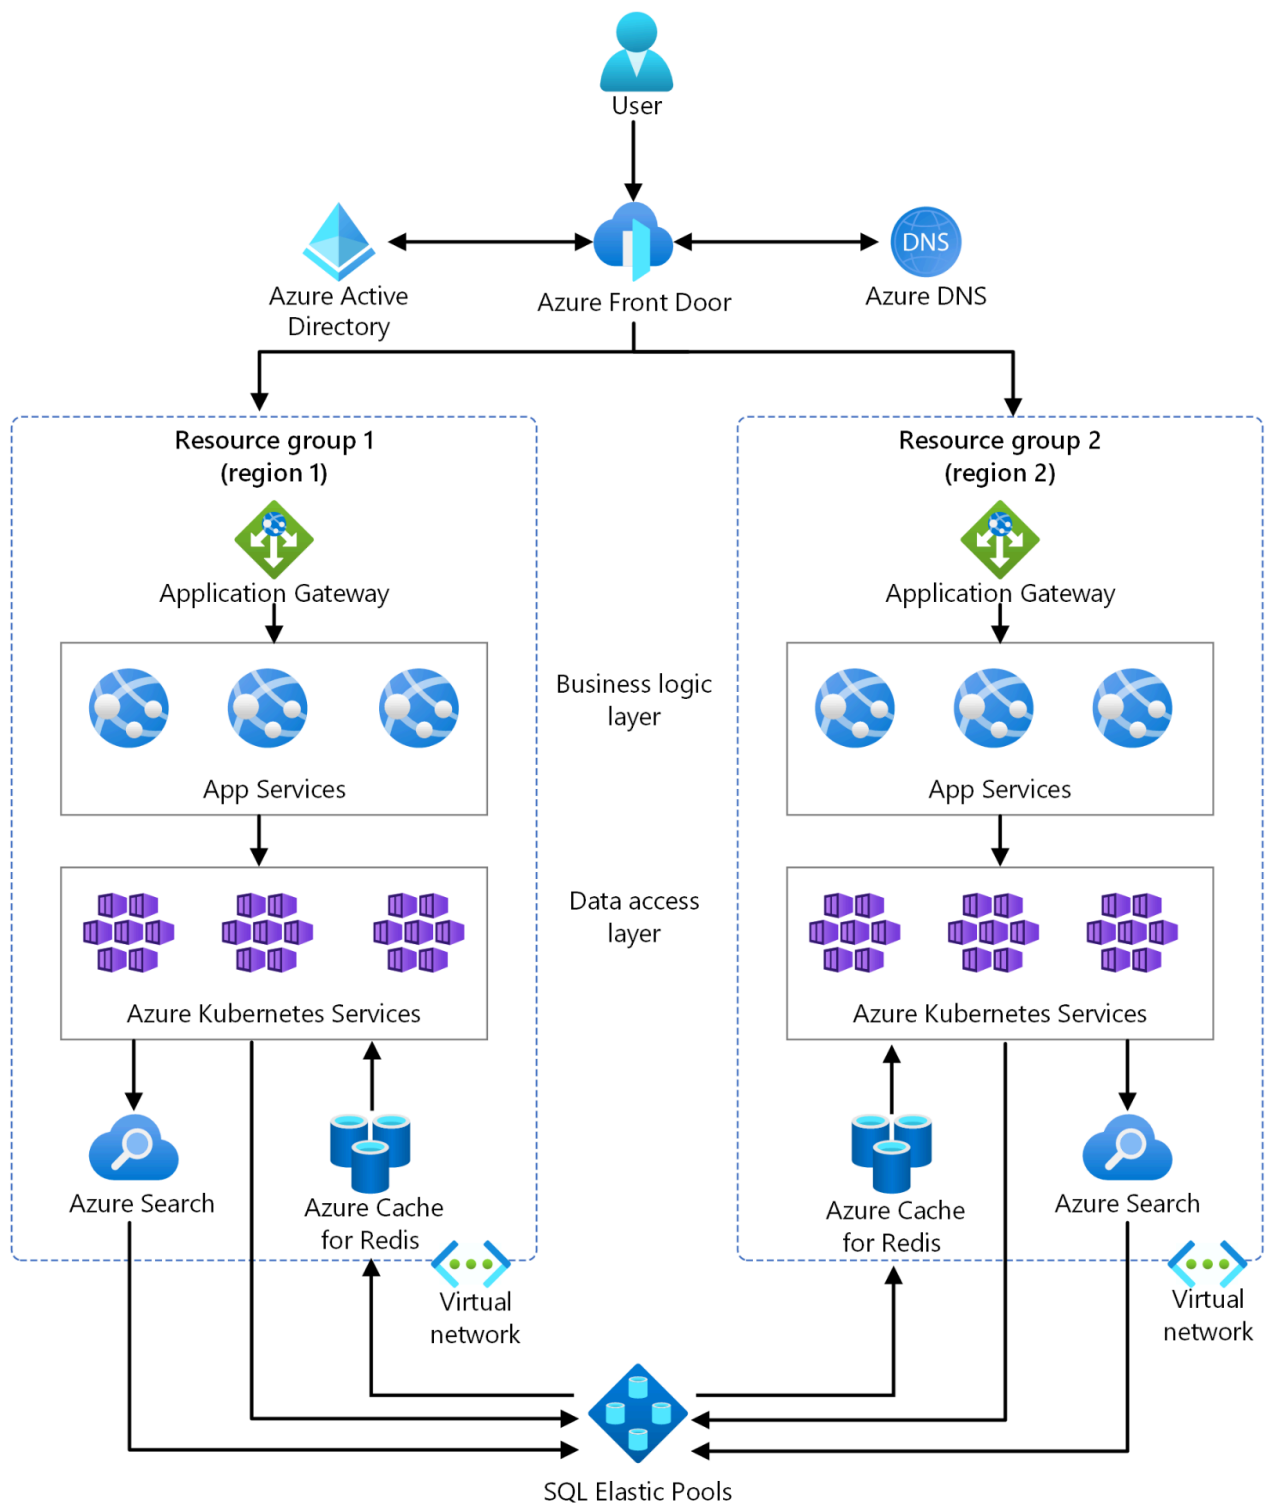 User
DNS
Azure Active
Directory
Azure Front Door
Azure DNS
Resource group 1
(region 1)
Application Gateway
App Services
Azure Kubernetes Services
Azure Search
Azure Cache
for Redis
Virtual
network
Business logic
layer
Data access
layer
Resource group 2
(region 2)
Application Gateway
App Services
Azure Kubernetes Services
Azure Cache
for Redis
Azure Search
Virtual
network
SQL Elastic Pools